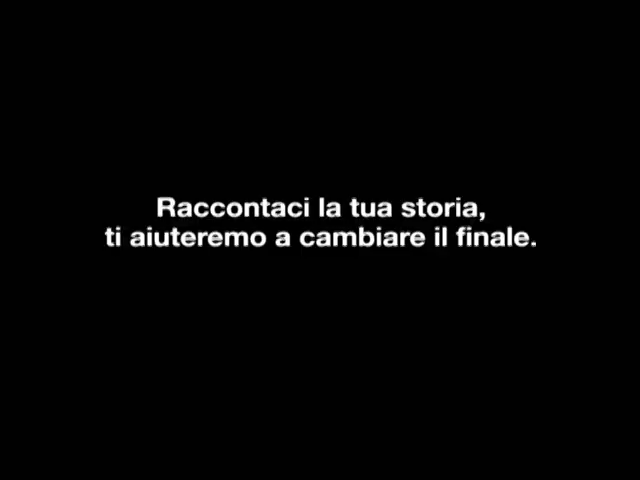 Raccontaci la tua storia,
ti aiuteremo a cambiare il finale.